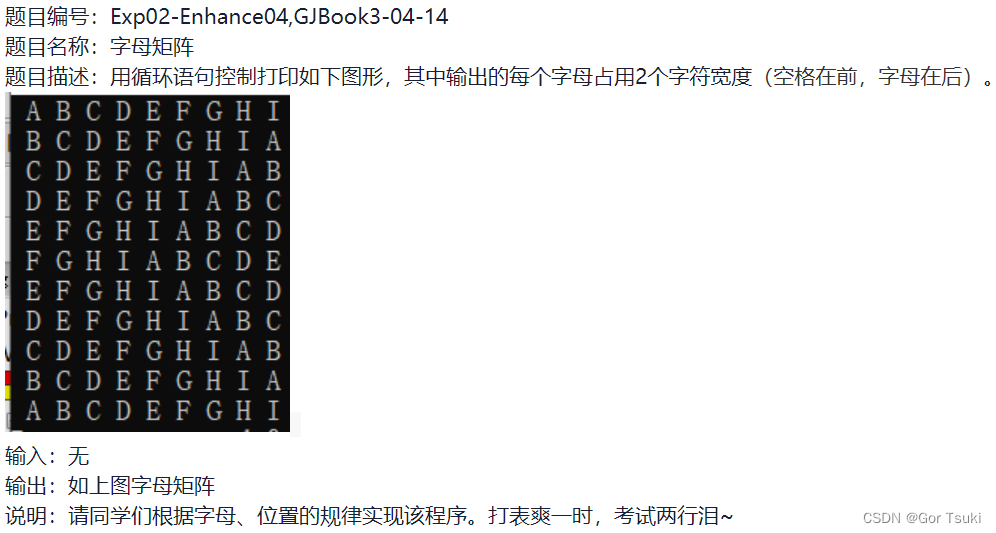 题目编号：Exp02-Enhance04,GJBook3-04-14
题目名称：字母矩阵
题目描述：用循环语句控制打印如下图形，其中输出的每个字母占用2个字符宽度（空格在前，字母在后）。
A B C D E F G H I
B C D E F G H I A
C D E F G H I A B
D E F G H I A B C
E F G H I A B C D
F G H I A B C D E
E F G H I A B C D
D E F G H I A B C
C D E F G H I A B
B C D E F G H I A
A B C D E F G H I
输入：无
输出：如上图字母矩阵
说明：请同学们根据字母、位置的规律实现该程序。打表爽一时，考试两行泪~
CSDN @Gor Tsuki